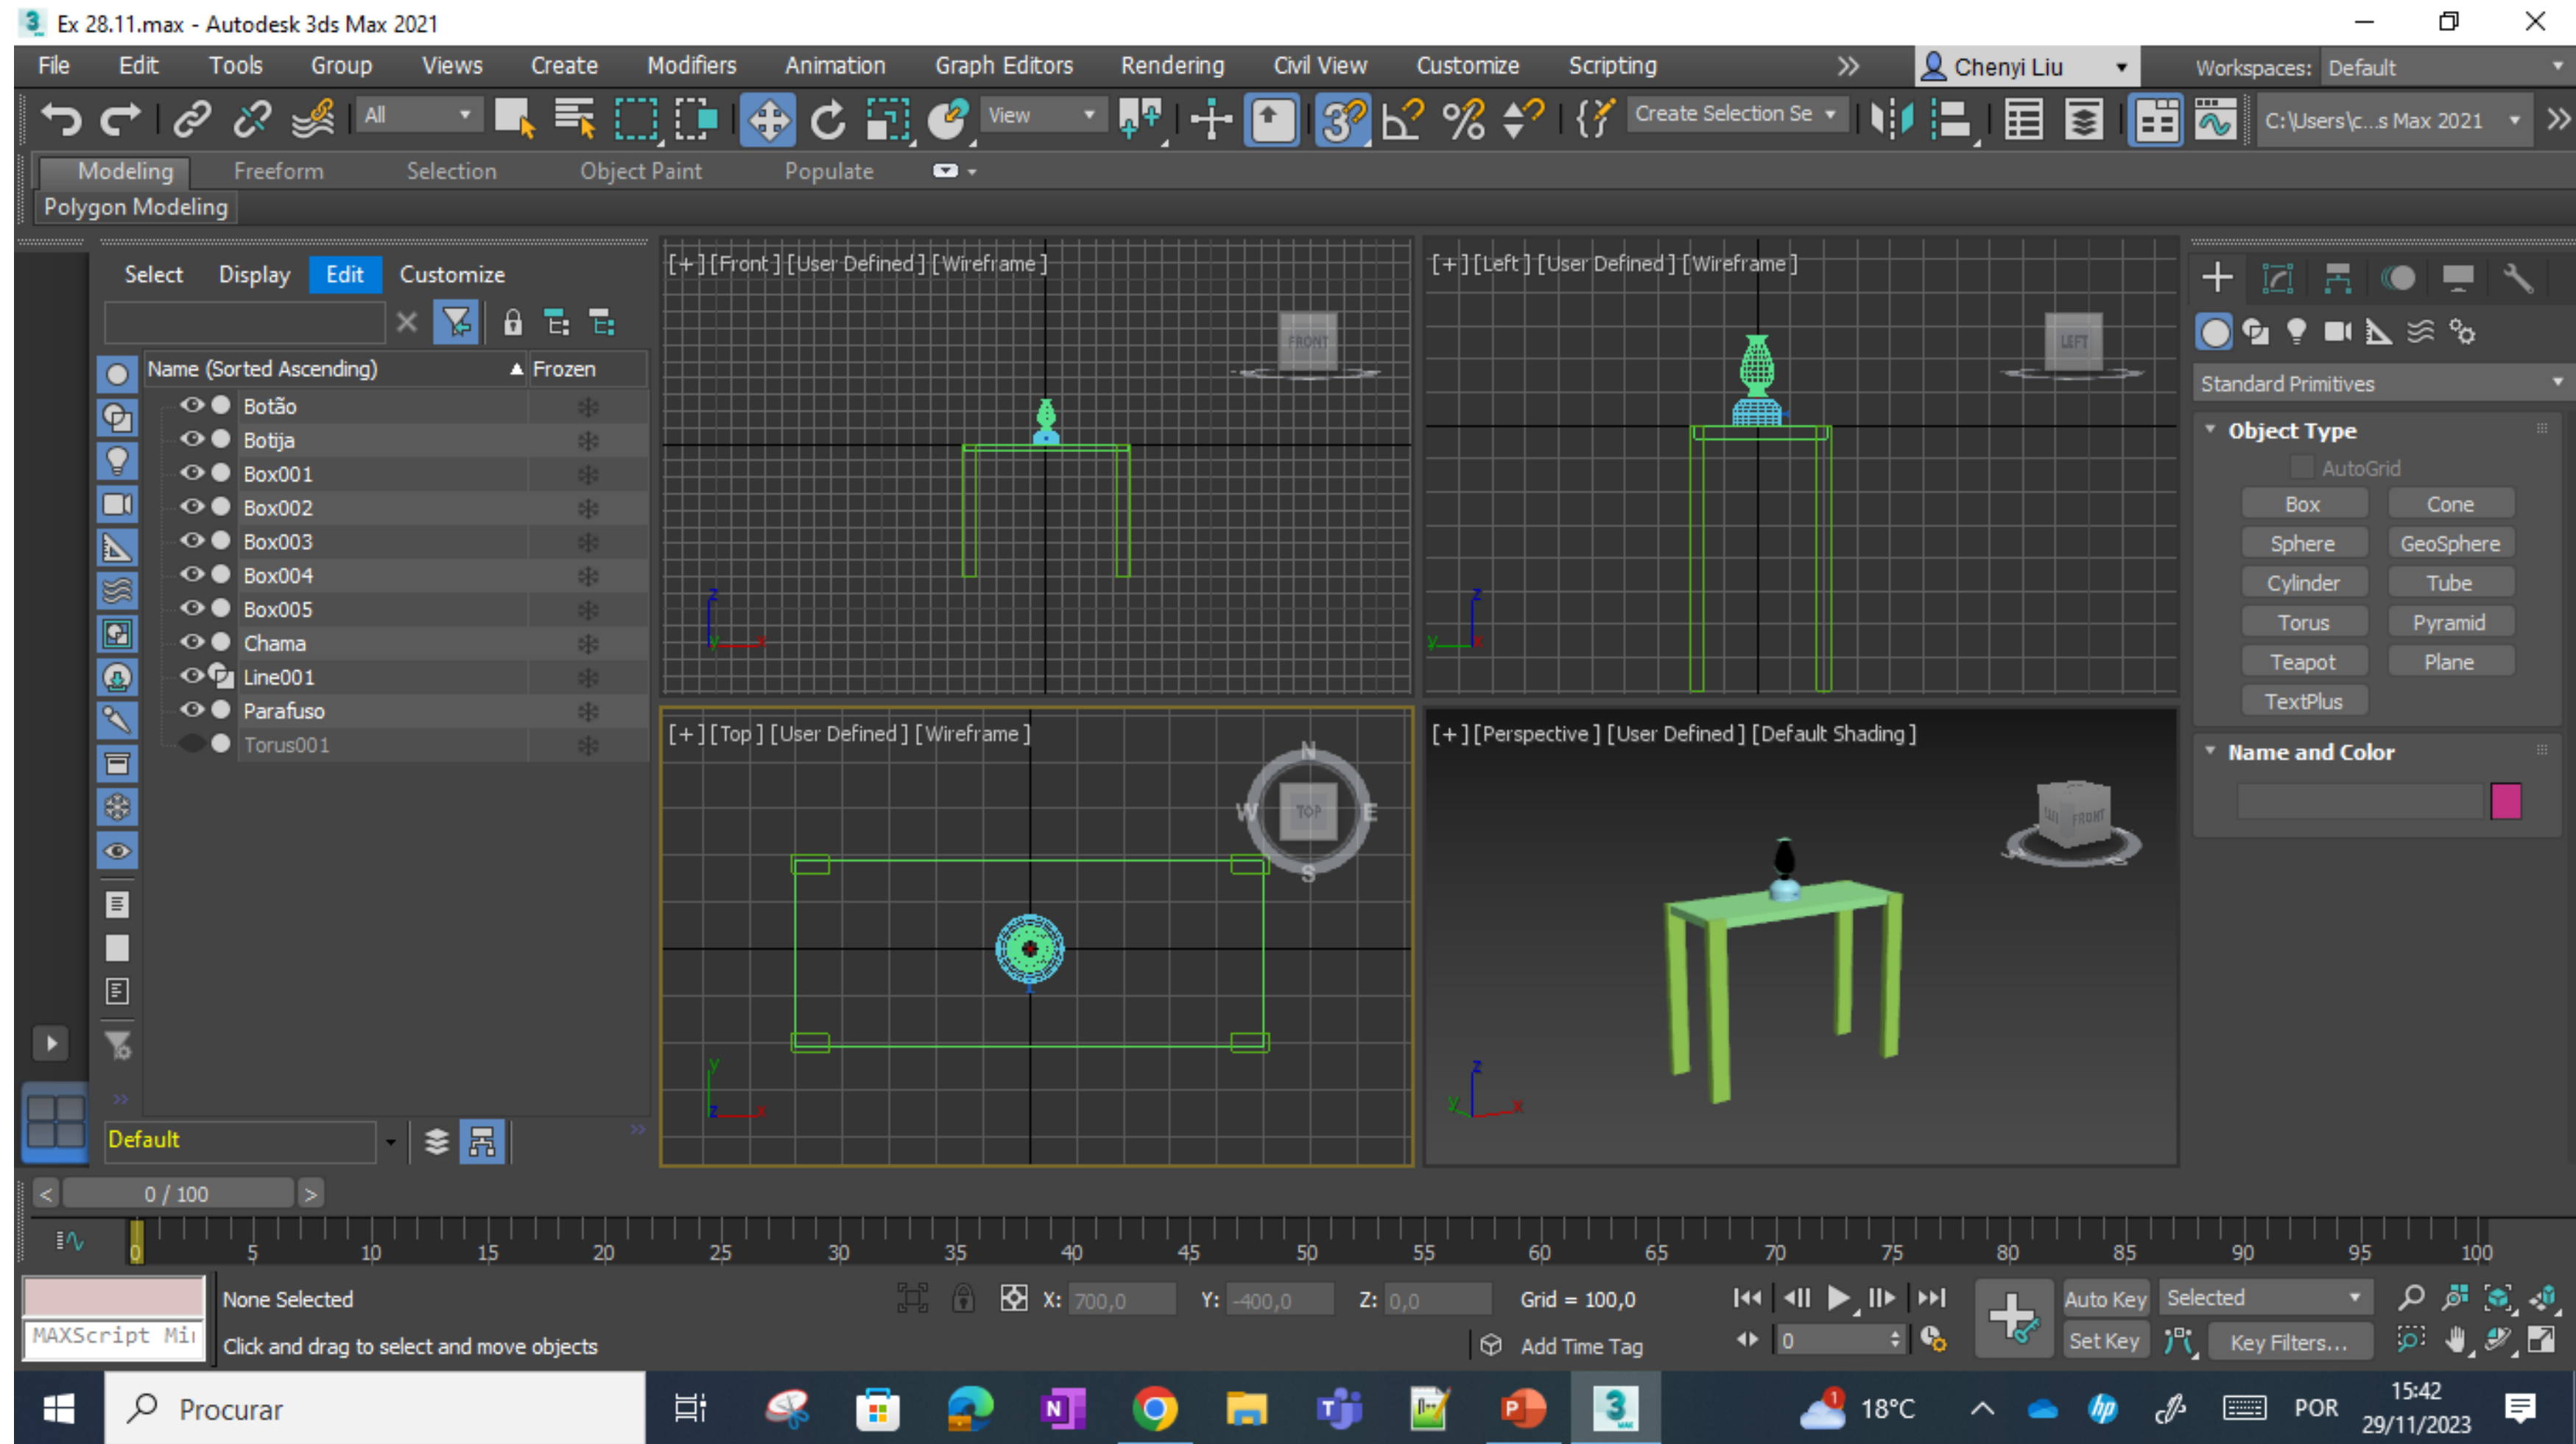 Ex 28.11.max - Autodesk 3ds Max 2021
File Edit Tools Group Views Create Modifiers Animation Graph Editors Rendering Civil View Customize Scripting Chenyi Liu Workspaces: Default
All View Create Selection Se C:\Users\c...s Max 2021
Modeling Freeform Selection Object Paint Populate
Polygon Modeling
Select Display Edit Customize
Name (Sorted Ascending) Frozen
Botão
Botija
Box001
Box002
Box003
Box004
Box005
Chama
Line001
Parafuso
Torus001
Default
[+][Front][User Defined][Wireframe]
FRONT
z
y x
[+][Left][User Defined][Wireframe]
LEFT
z
y x
[+][Top][User Defined][Wireframe]
N
W TOP E
S
y
z x
[+][Perspective][User Defined][Default Shading]
FRONT
z
y x
Standard Primitives
Object Type
AutoGrid
Box Cone
Sphere GeoSphere
Cylinder Tube
Torus Pyramid
Teapot Plane
TextPlus
Name and Color
< 0 / 100 >
0 5 10 15 20 25 30 35 40 45 50 55 60 65 70 75 80 85 90 95 100
None Selected X: 700,0 Y: -400,0 Z: 0,0 Grid = 100,0 Auto Key Selected
MAXScript Mi Click and drag to select and move objects Add Time Tag 0 Set Key Key Filters...
Procurar 1 18°C POR 15:42
29/11/2023